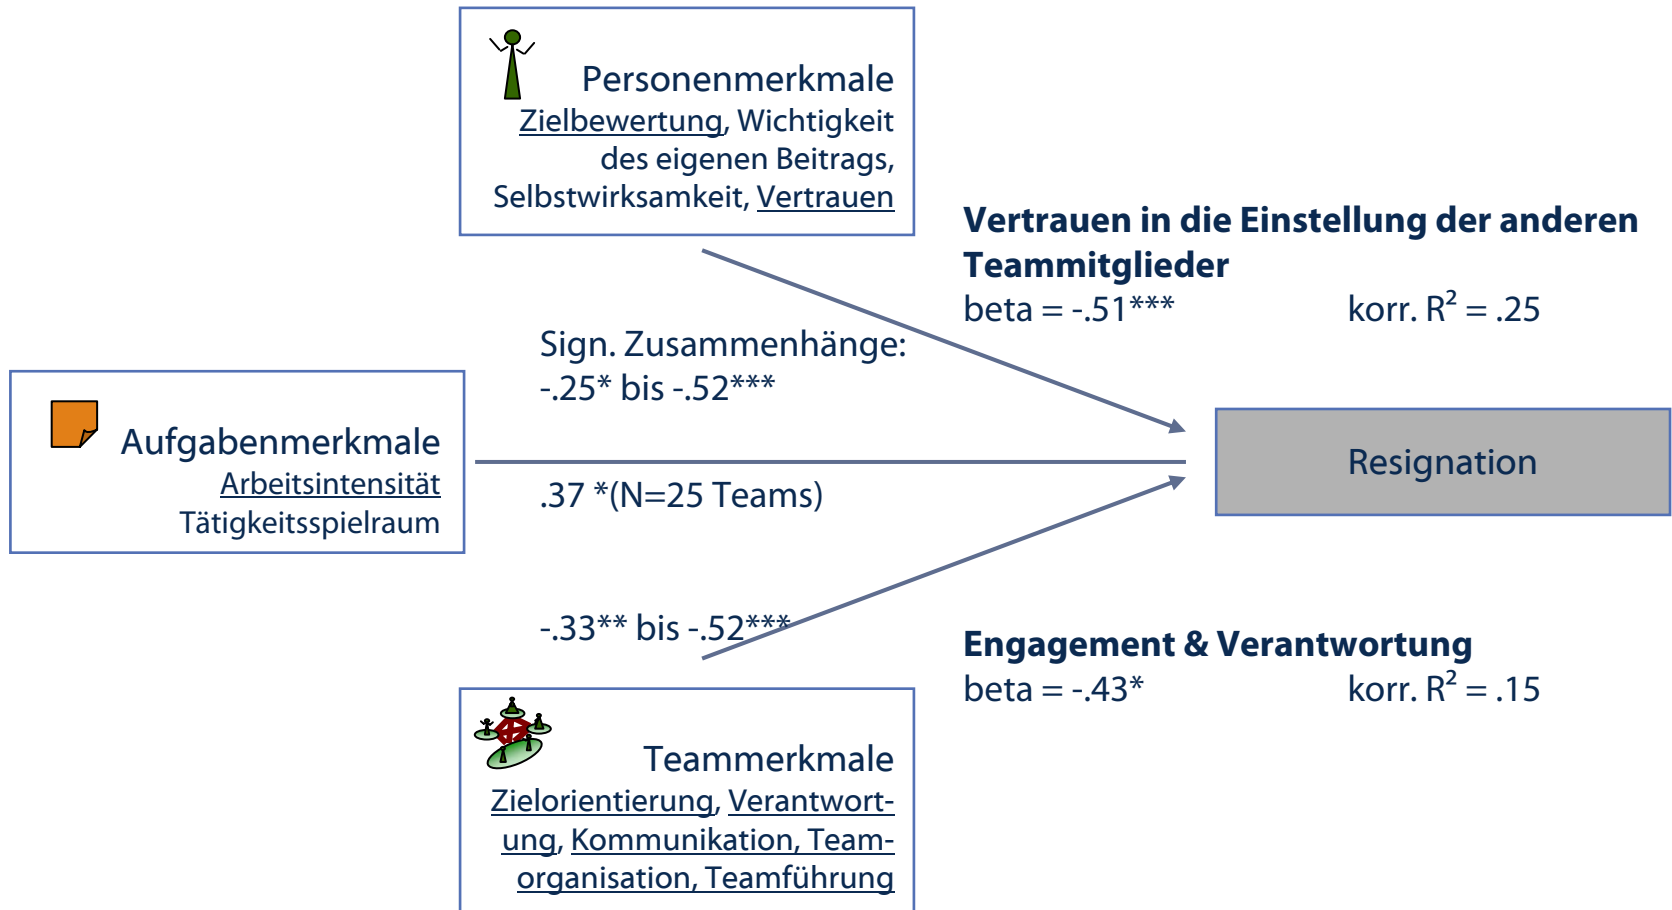 Personenmerkmale
Zielbewertung, Wichtigkeit
des eigenen Beitrags,
Selbstwirksamkeit, Vertrauen
Vertrauen in die Einstellung der anderen
Teammitglieder
beta = -.51*** korr. R² = .25
Sign. Zusammenhänge:
-.25* bis -.52***
Aufgabenmerkmale
Arbeitsintensität
Tätigkeitsspielraum
.37 *(N=25 Teams)
Resignation
-.33** bis -.52***
Engagement & Verantwortung
beta = -.43* korr. R² = .15
Teammerkmale
Zielorientierung, Verantwort-
ung, Kommunikation, Team-
organisation, Teamführung